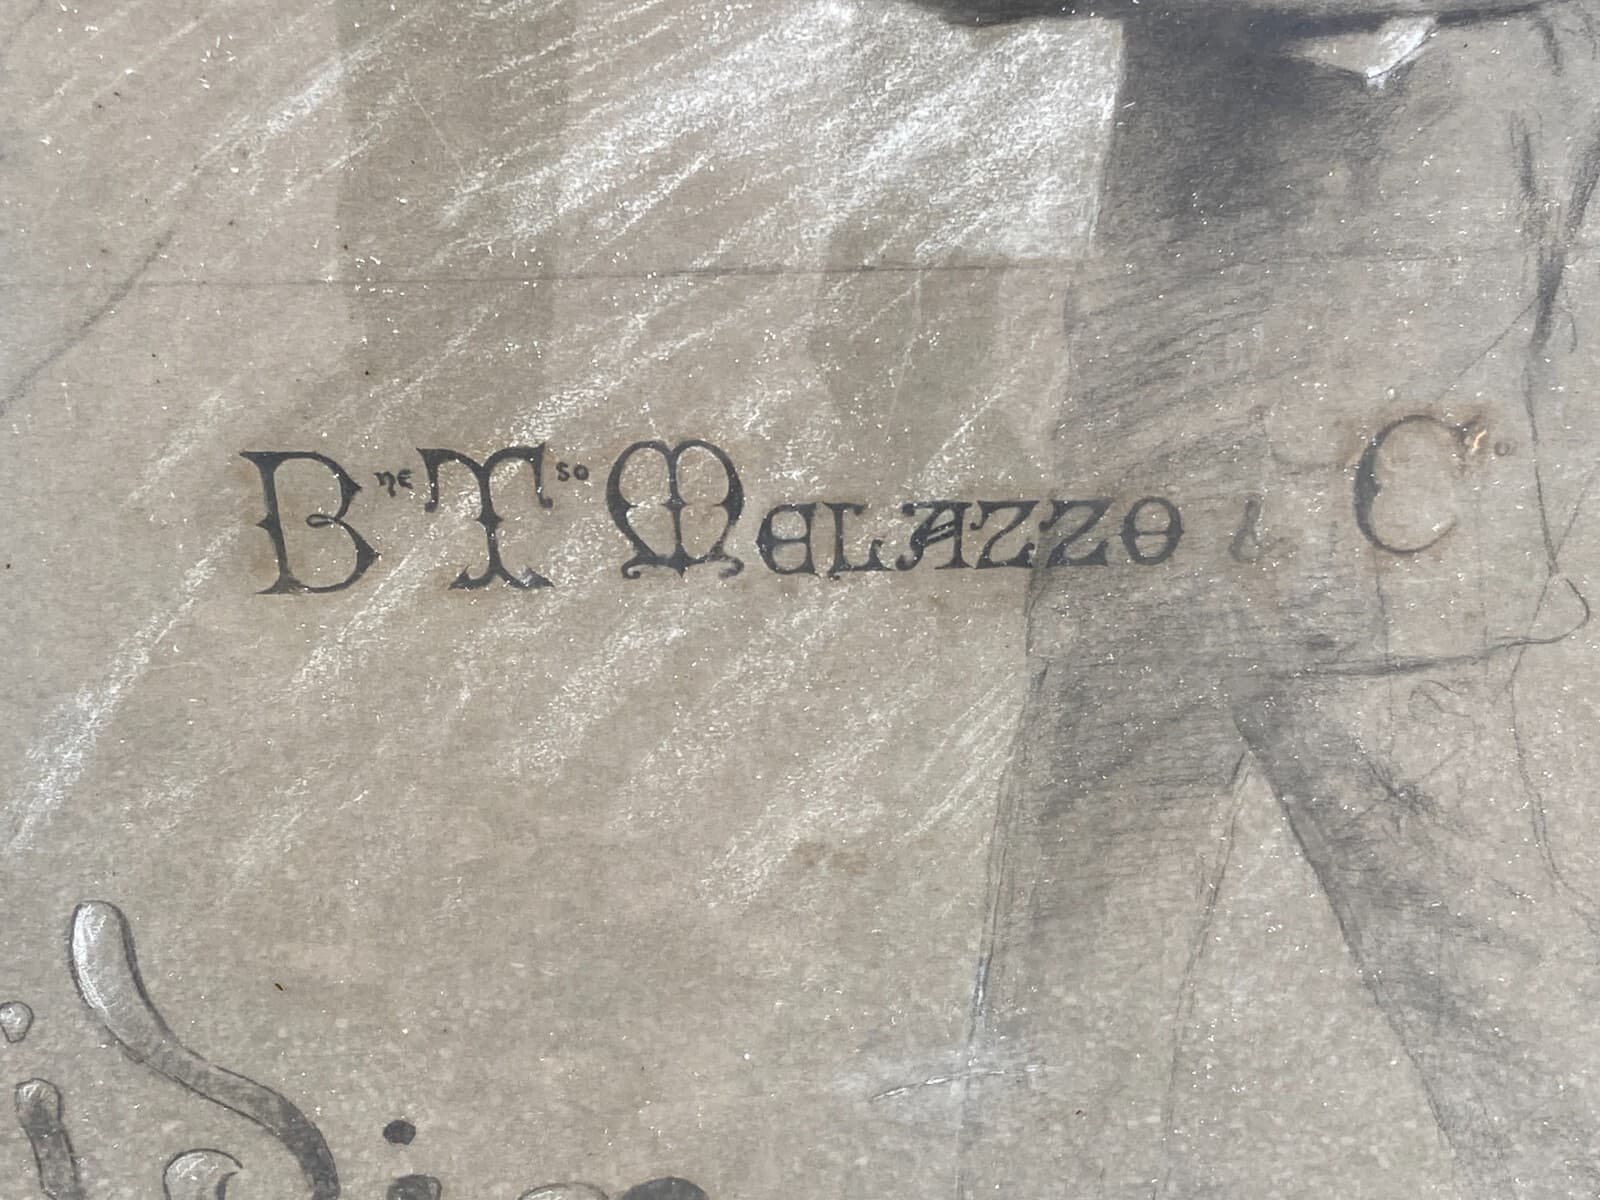 Bne Tso Melazzo & Co